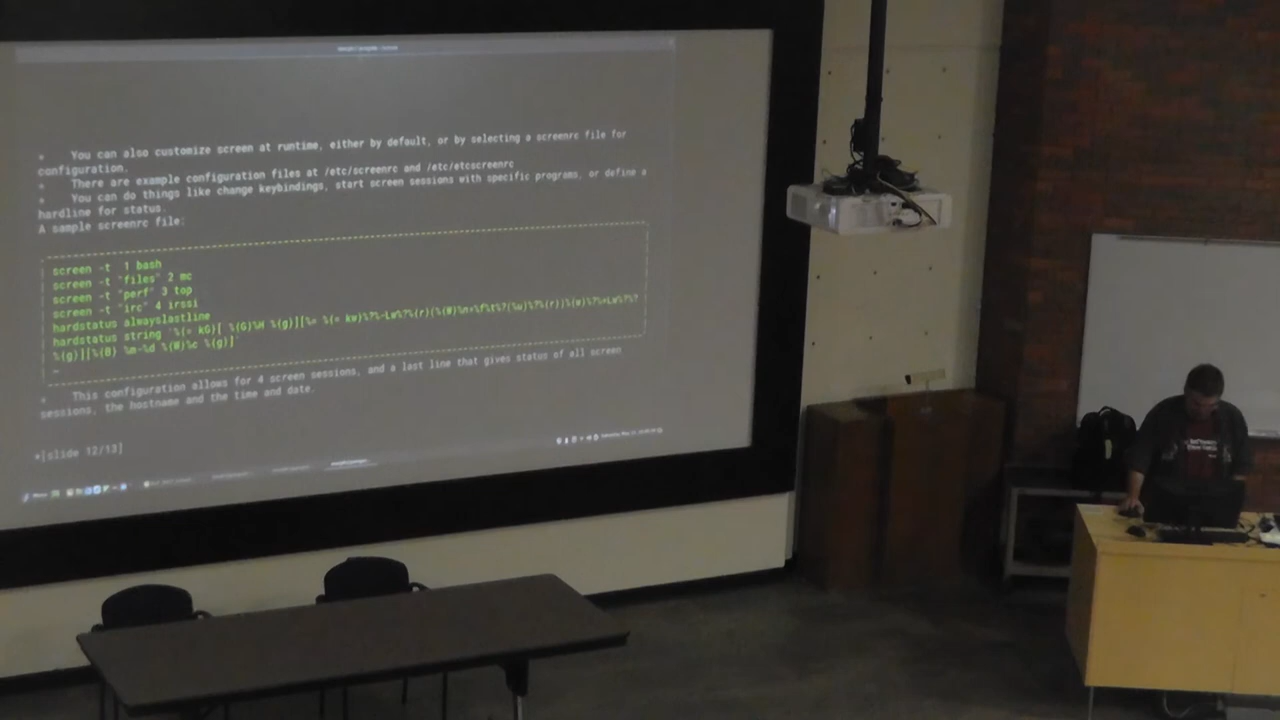 * You can also customize screen at runtime, either by default, or by selecting a screenrc file for
configuration.
* There are example configuration files at /etc/screenrc and /etc/etcscreenrc
* You can do things like change keybindings, start screen sessions with specific programs, or define a
hardline for status.
A sample screenrc file:
screen -t 1 bash
screen -t "files" 2 mc
screen -t "perf" 3 top
screen -t "irc" 4 irssi
hardstatus alwayslastline
hardstatus string
* This configuration allows for 4 screen sessions, and a last line that gives status of all screen
sessions, the hostname and the time and date.
[slide 12/13]